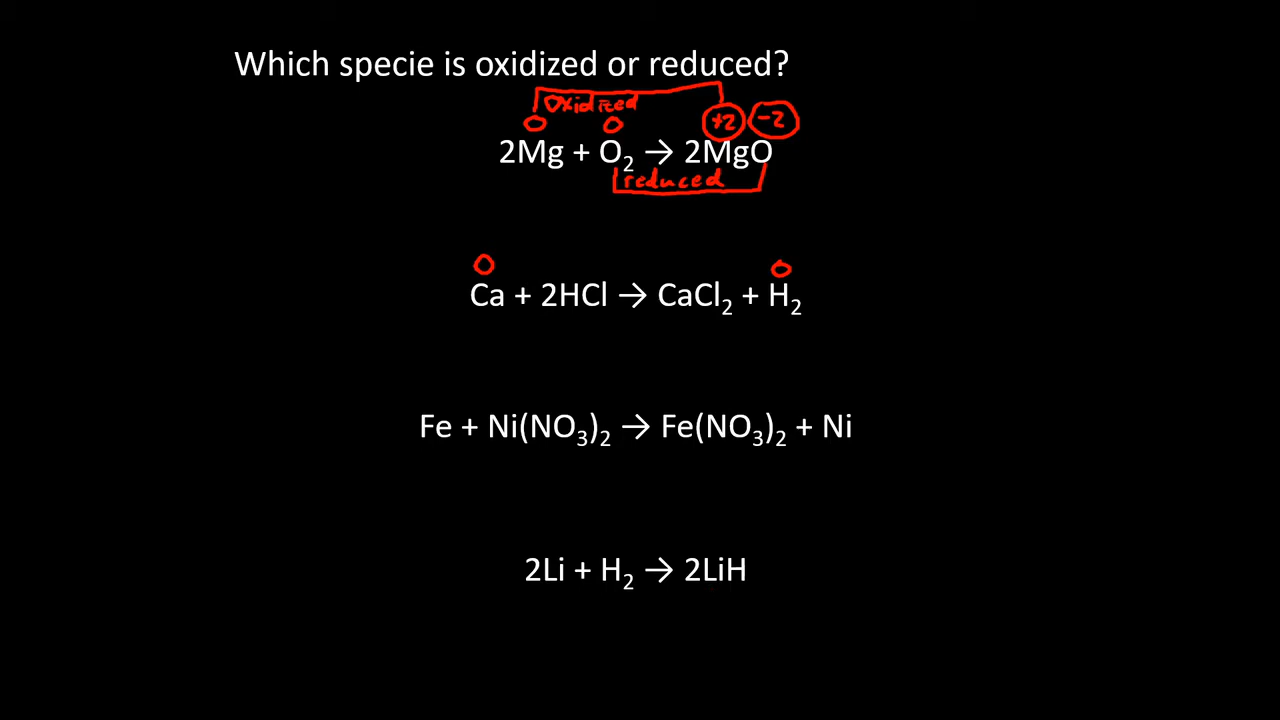 Which specie is oxidized or reduced?
oxidized
0 0 +2 -2
2Mg + O₂ → 2MgO
reduced
0 0
Ca + 2HCl → CaCl₂ + H₂
Fe + Ni(NO₃)₂ → Fe(NO₃)₂ + Ni
2Li + H₂ → 2LiH